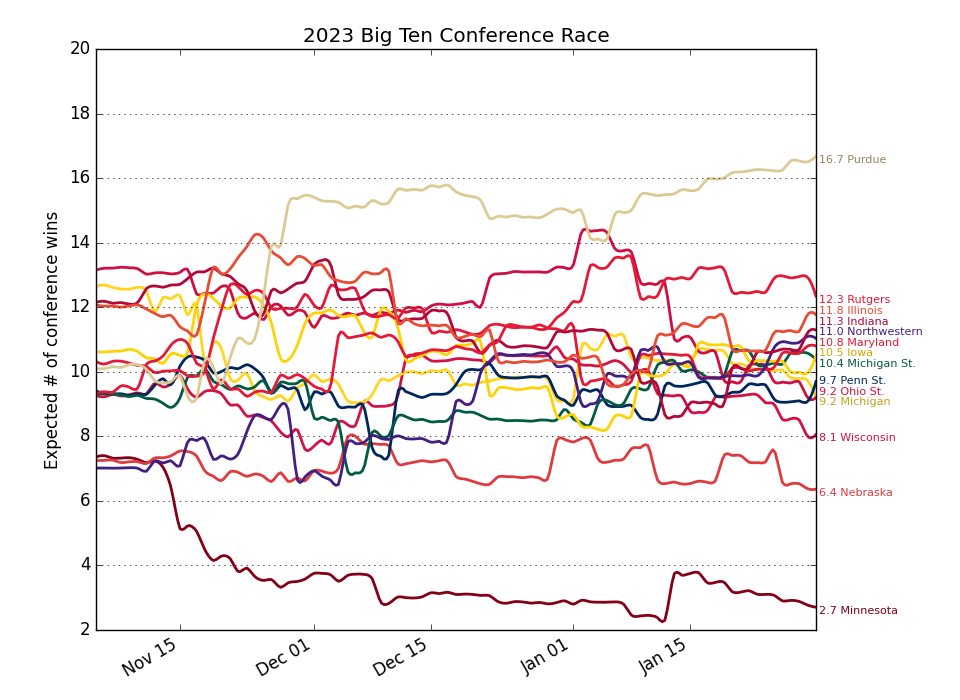 2023 Big Ten Conference Race
Expected # of conference wins
20
18
16
14
12
10
8
6
4
2
Nov 15
Dec 01
Dec 15
Jan 01
Jan 15
16.7 Purdue
12.3 Rutgers
11.8 Illinois
11.3 Indiana
11.0 Northwestern
10.8 Maryland
10.5 Iowa
10.4 Michigan St.
9.7 Penn St.
9.2 Ohio St.
9.2 Michigan
8.1 Wisconsin
6.4 Nebraska
2.7 Minnesota